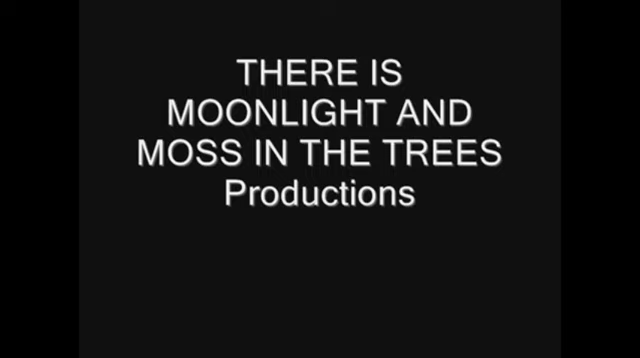 THERE IS
MOONLIGHT AND
MOSS IN THE TREES
Productions